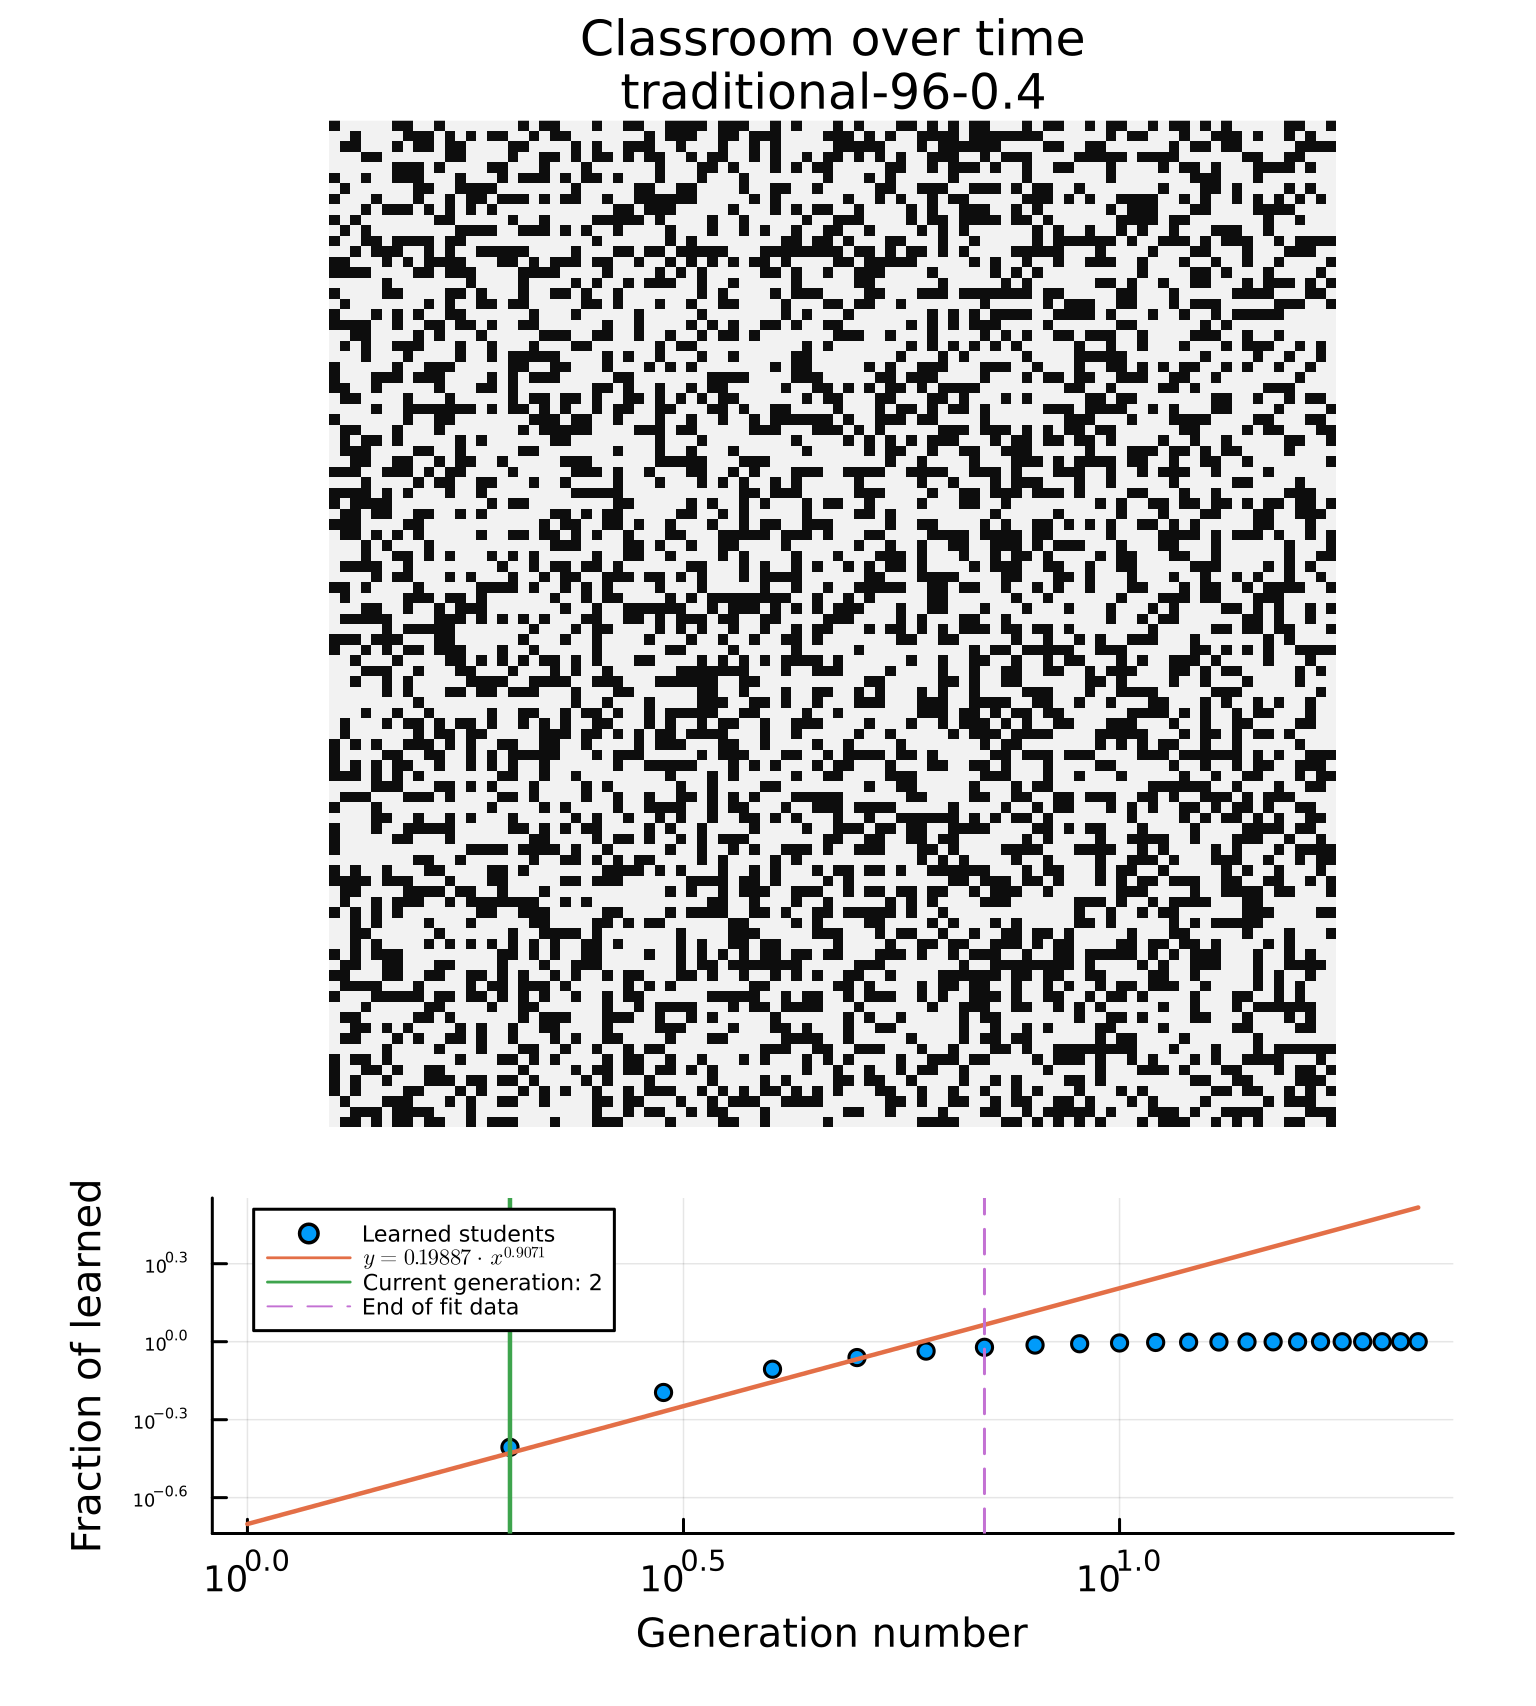 Classroom over time
traditional-96-0.4
Fraction of learned
10^0.3
10^0.0
10^−0.3
10^−0.6
Learned students
y = 0.19887 · x^0.9071
Current generation: 2
End of fit data
10^0.0
10^0.5
10^1.0
Generation number